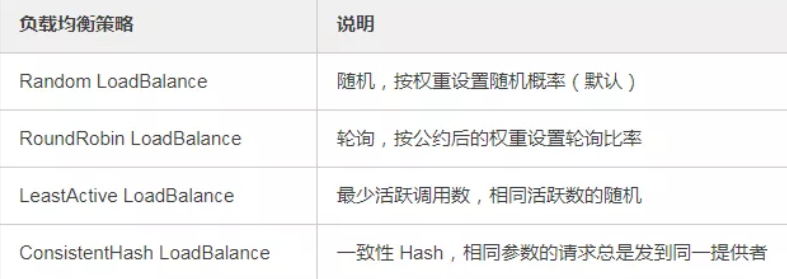 负载均衡策略 说明
Random LoadBalance 随机，按权重设置随机概率（默认）
RoundRobin LoadBalance 轮询，按公约后的权重设置轮询比率
LeastActive LoadBalance 最少活跃调用数，相同活跃数的随机
ConsistentHash LoadBalance 一致性 Hash，相同参数的请求总是发到同一提供者